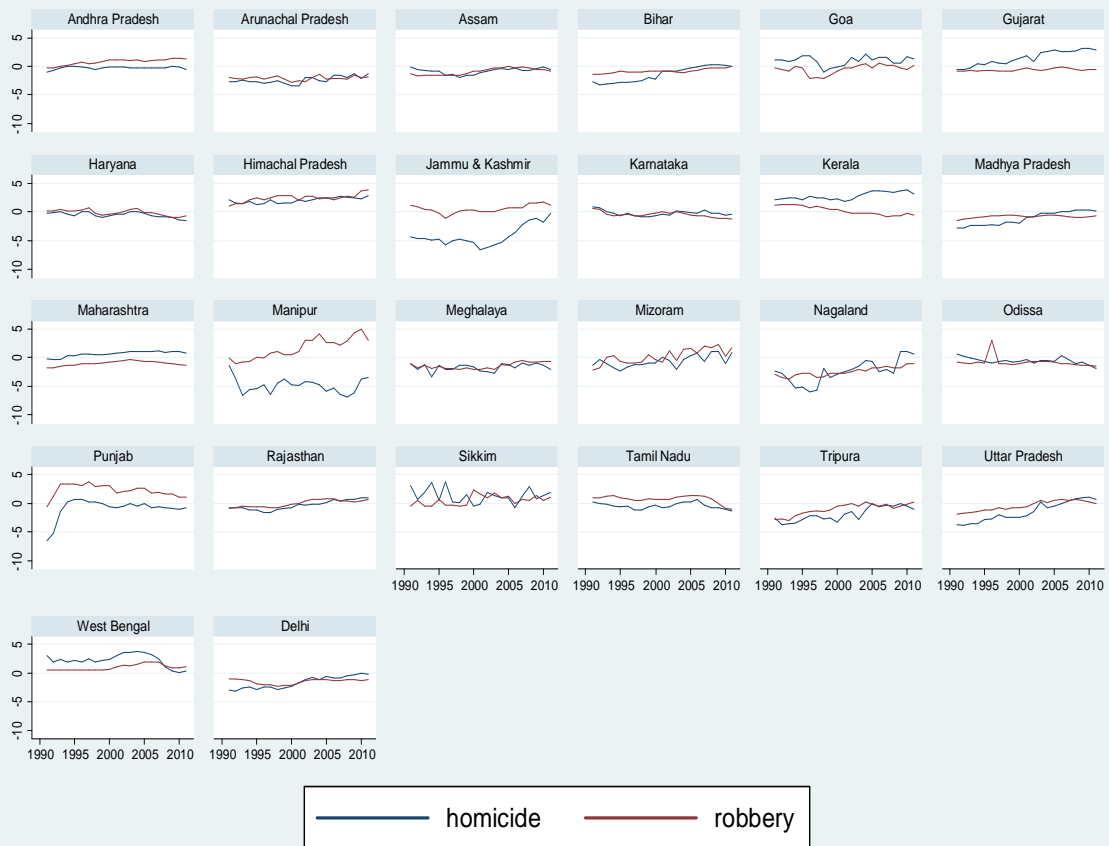 Andhra Pradesh Arunachal Pradesh Assam Bihar Goa Gujarat
5
0
-5
-10
Haryana Himachal Pradesh Jammu & Kashmir Karnataka Kerala Madhya Pradesh
5
0
-5
-10
Maharashtra Manipur Meghalaya Mizoram Nagaland Odissa
5
0
-5
-10
Punjab Rajasthan Sikkim Tamil Nadu Tripura Uttar Pradesh
5
0
-5
-10
1990 1995 2000 2005 2010 1990 1995 2000 2005 2010 1990 1995 2000 2005 2010 1990 1995 2000 2005 2010
West Bengal Delhi
5
0
-5
-10
1990 1995 2000 2005 2010 1990 1995 2000 2005 2010
homicide robbery